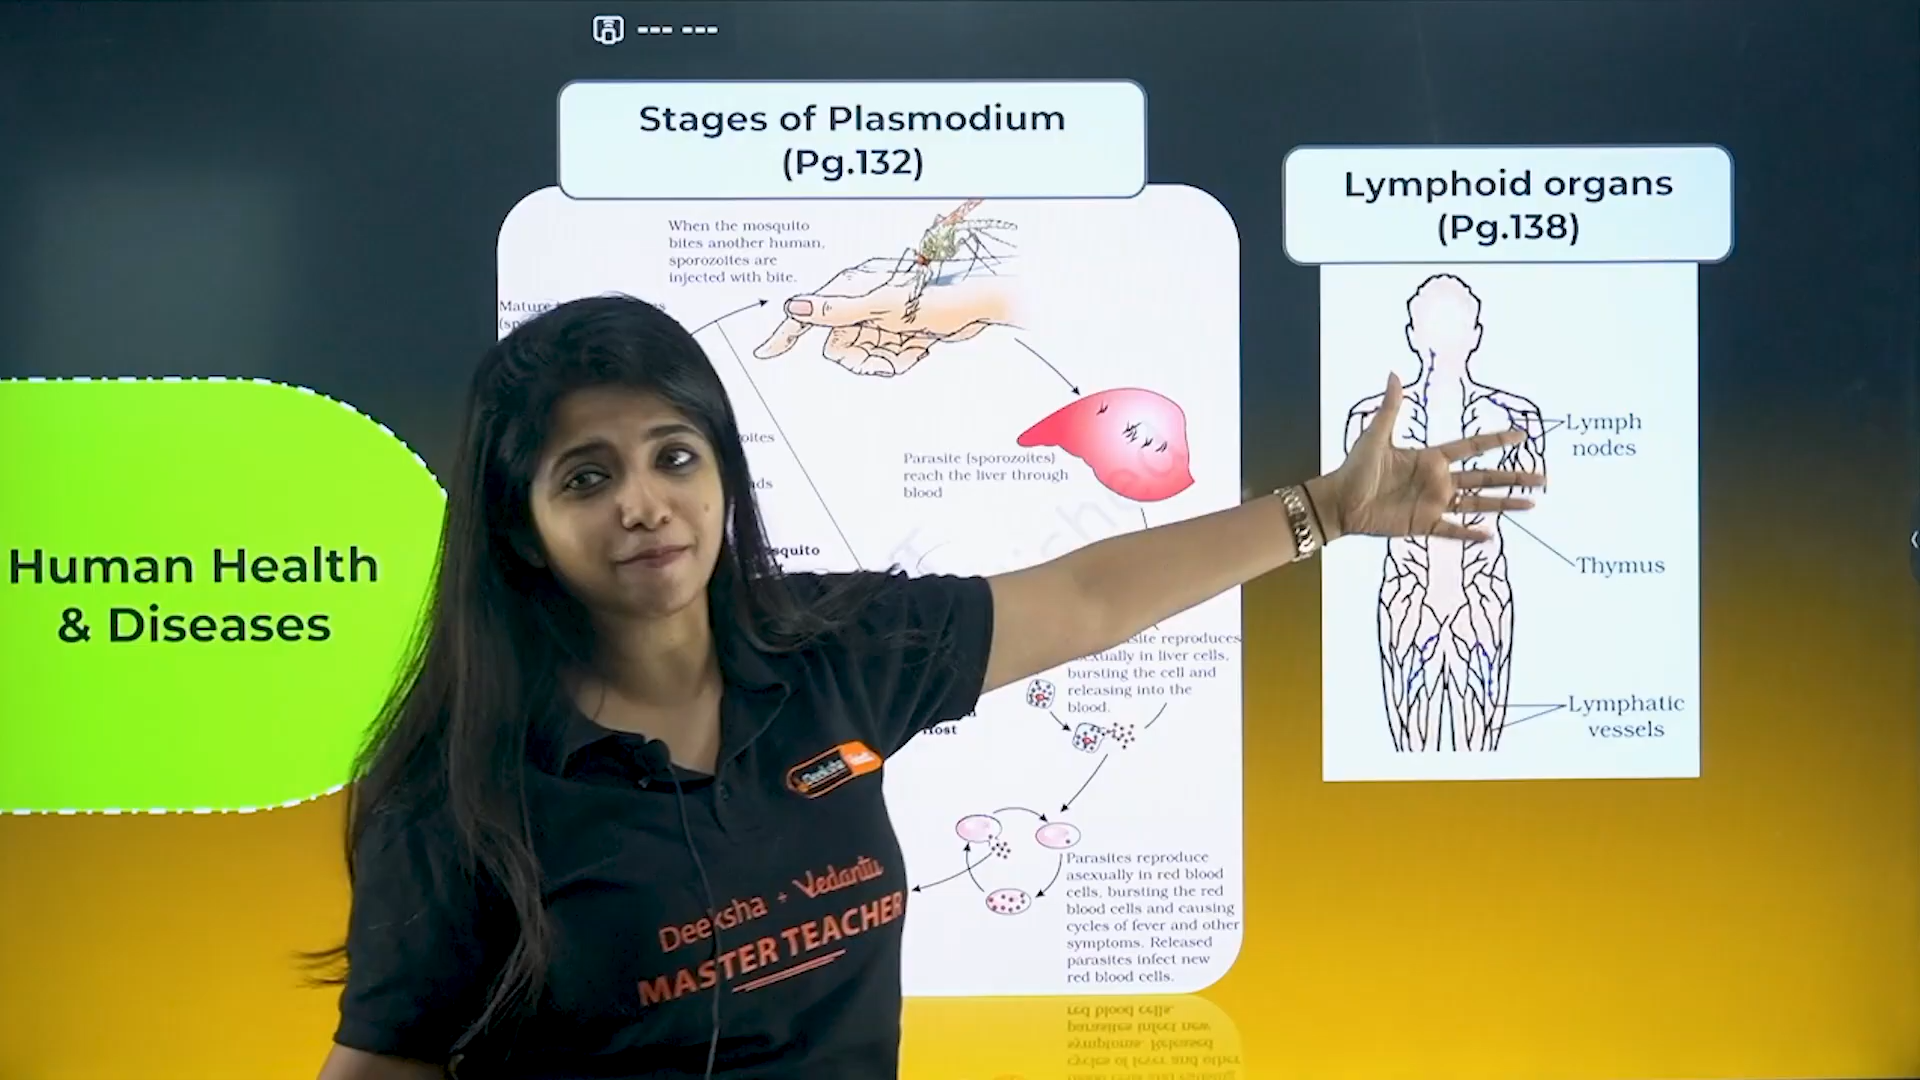 Stages of Plasmodium
(Pg.132)
Lymphoid organs
(Pg.138)
When the mosquito
bites another human,
sporozoites are
injected with bite.
Mature
Parasite (sporozoites)
reach the liver through
blood
reproduces
in liver cells,
bursting the cell and
releasing into the
blood.
Host
Parasites reproduce
asexually in red blood
cells, bursting the red
blood cells and causing
cycles of fever and other
symptoms. Released
parasites infect new
red blood cells.
Lymph
nodes
Thymus
Lymphatic
vessels
Human Health
& Diseases
Deeksha + Vedantu
MASTER TEACHER